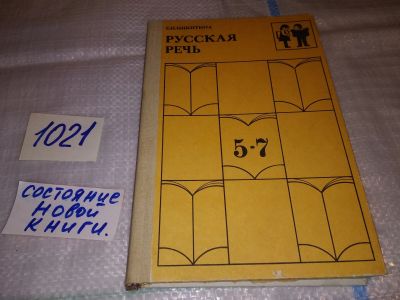 Е.И.НИКИТИНА
РУССКАЯ
РЕЧЬ
5·7
1021
СОСТОЯНИЕ
НОВОЙ
КНИГИ.